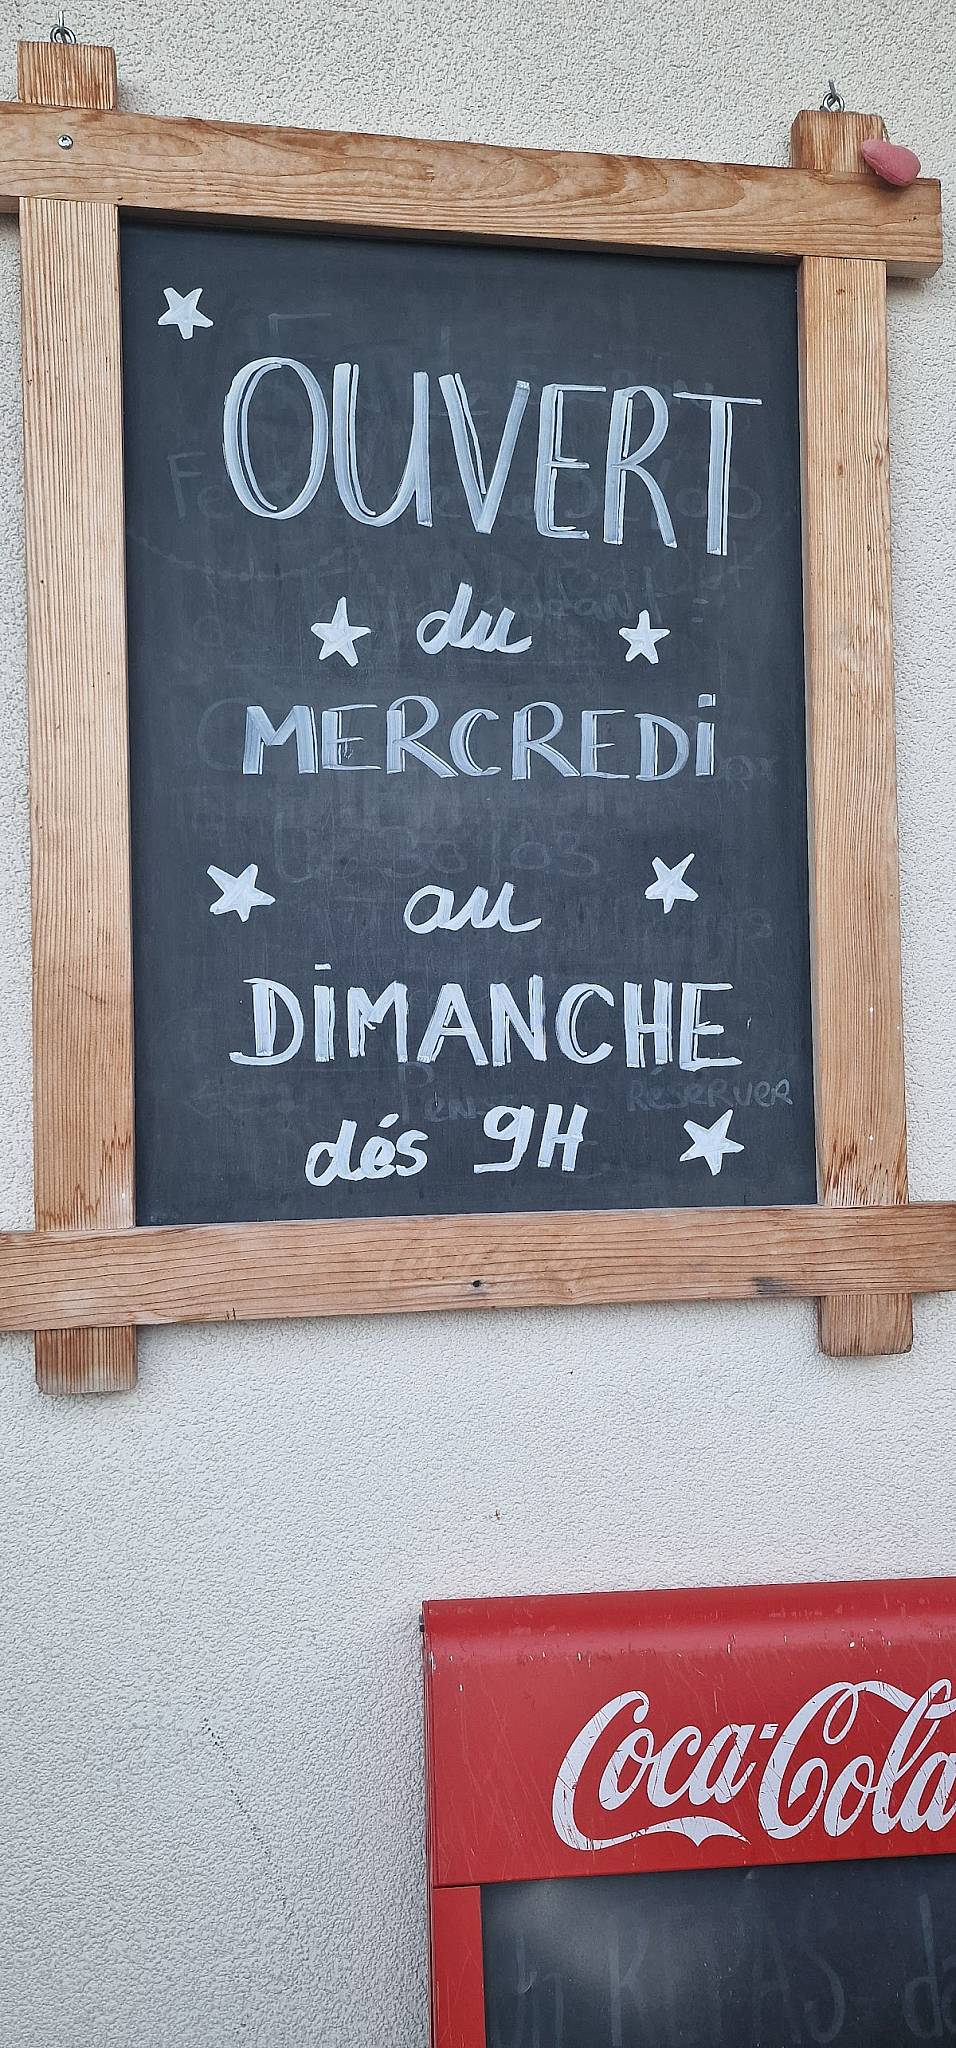 OUVERT
du
MERCREDI
au
DIMANCHE
dés 9H
Coca-Cola